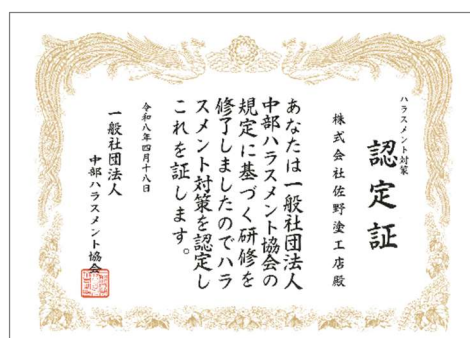 ハラスメント対策
認定証
株式会社佐野塗工店殿
あなたは一般社団法人
中部ハラスメント協会の
規定に基づく研修を
修了しましたのでハラ
スメント対策を認定し
これを証します。
令和八年四月十八日
一般社団法人
中部ハラスメント協会